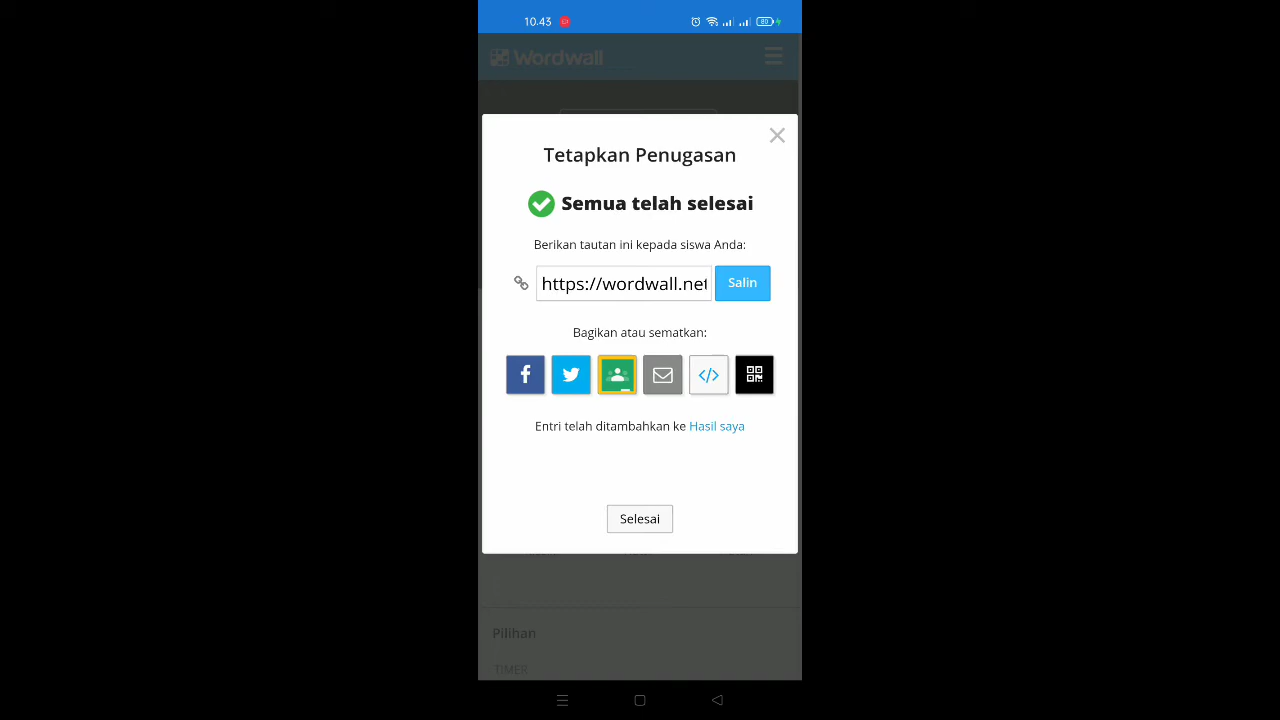 10.43
80
Wordwall
Tetapkan Penugasan
Semua telah selesai
Berikan tautan ini kepada siswa Anda:
https://wordwall.net
Salin
Bagikan atau sematkan:
Entri telah ditambahkan ke Hasil saya
Selesai
Pilihan
TIMER